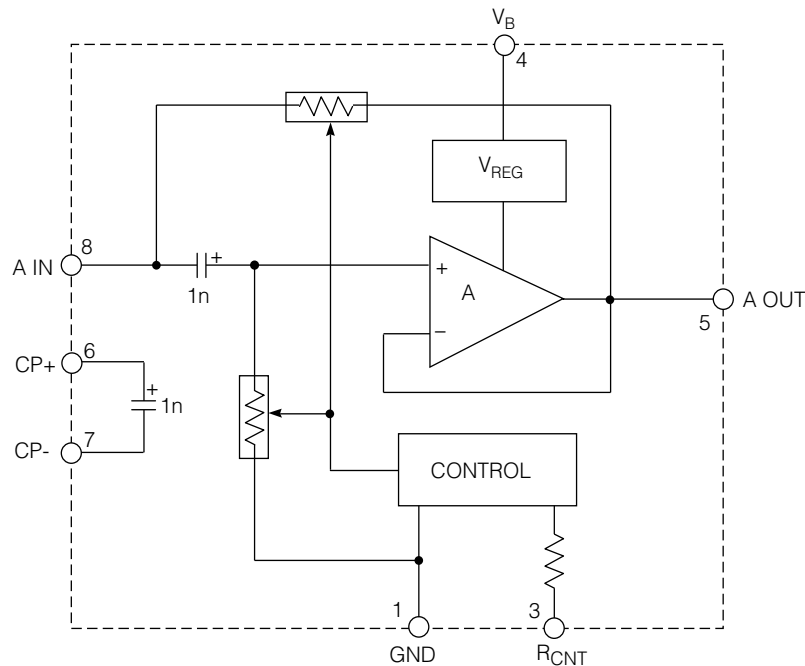 V_B
4
V_REG
8
A IN
+
1n
+
A
−
A OUT
5
6
CP+
+
1n
7
CP-
CONTROL
1
3
GND
R_CNT